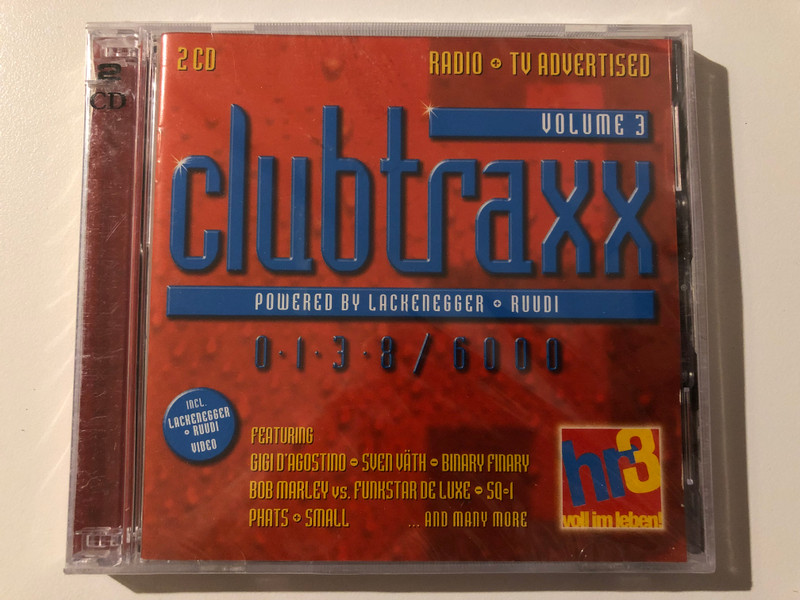 2 CD
RADIO + TV ADVERTISED
2
CD
VOLUME 3
clubtraxx
POWERED BY LACKENEGGER + RUUDI
0·1·3·8/6000
INCL.
LACKENEGGER
+ RUUDI
VIDEO
FEATURING
GIGI D'AGOSTINO - SVEN VÄTH - BINARY FINARY
BOB MARLEY vs. FUNKSTAR DE LUXE - SQ-1
PHATS + SMALL ... AND MANY MORE
hr3
voll im leben!